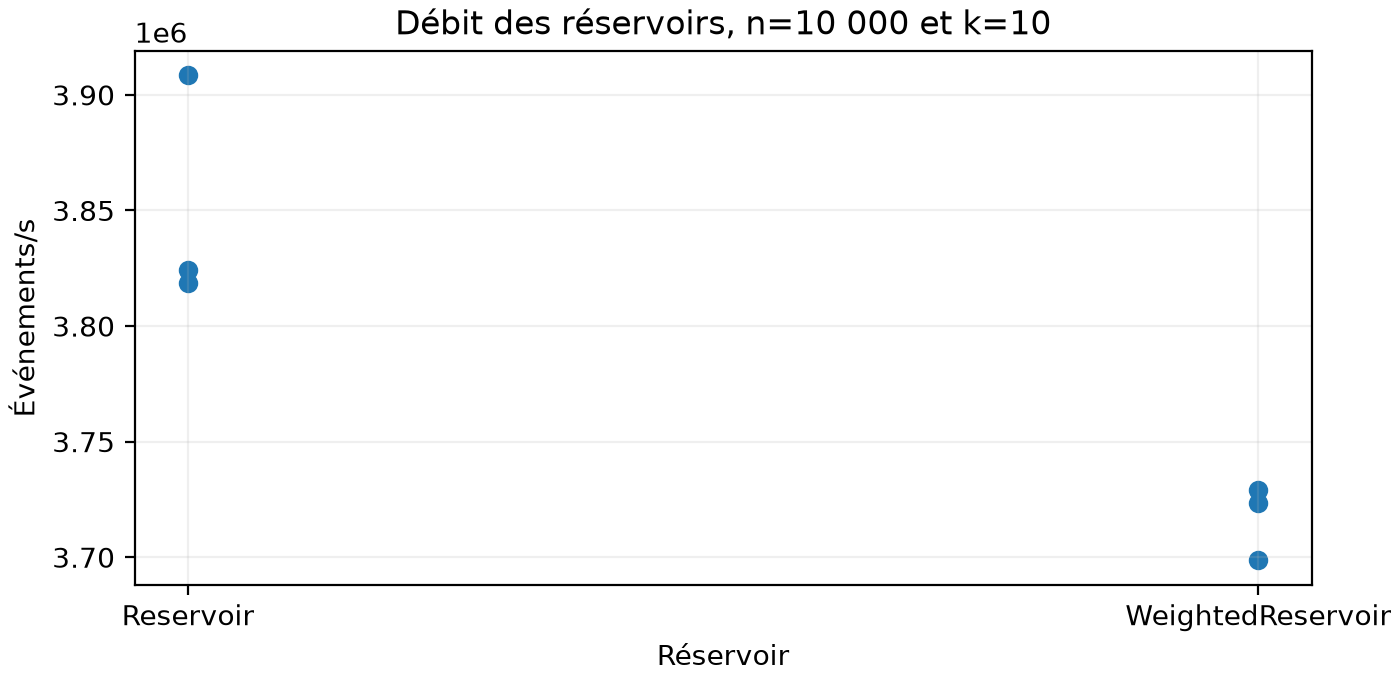 Débit des réservoirs, n=10 000 et k=10
1e6
3.90
3.85
3.80
3.75
3.70
Événements/s
Reservoir
WeightedReservoir
Réservoir